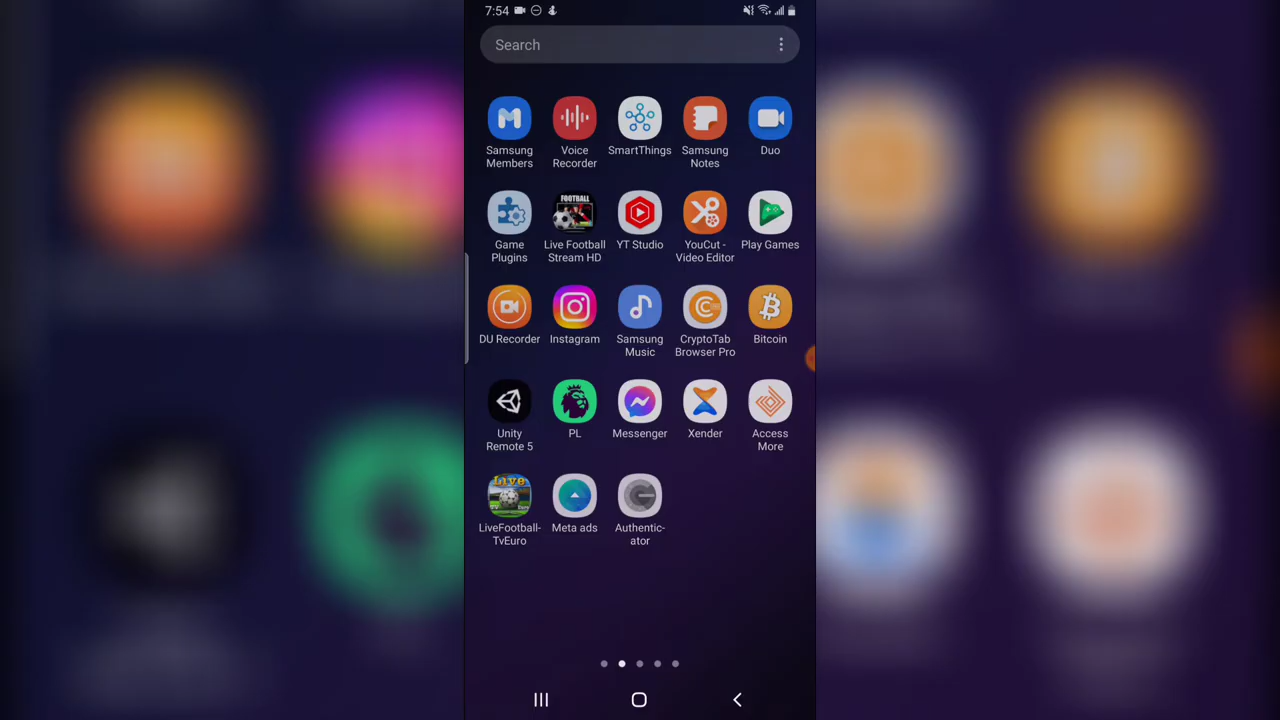 7:54
Search
Samsung Members
Voice Recorder
SmartThings
Samsung Notes
Duo
Game Plugins
FOOTBALL
Live Football Stream HD
YT Studio
YouCut - Video Editor
Play Games
DU Recorder
Instagram
Samsung Music
CryptoTab Browser Pro
Bitcoin
Unity Remote 5
PL
Messenger
Xender
Access More
Live
TV Euro
LiveFootball-TvEuro
Meta ads
Authentic-ator